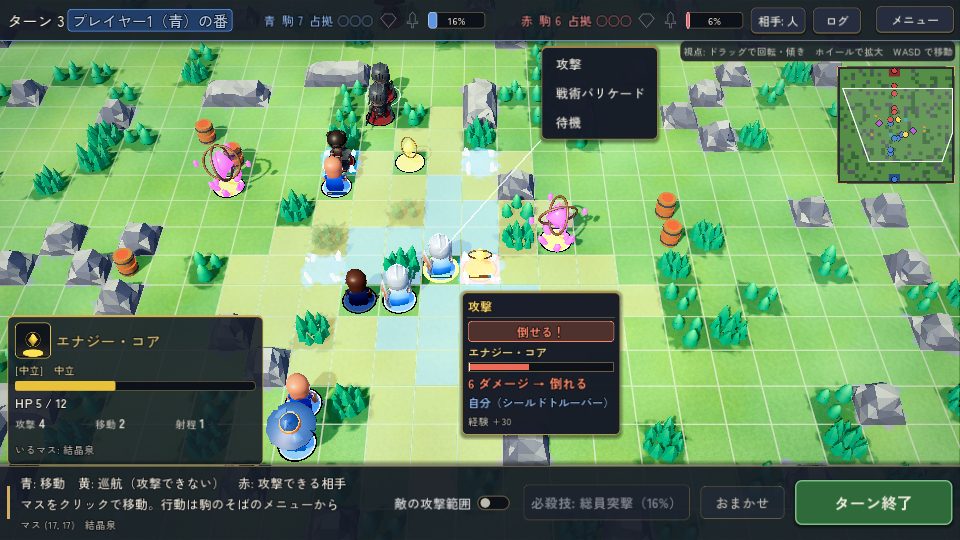 ターン 3 プレイヤー1（青）の番
青 駒 7 占拠 16%
赤 駒 6 占拠 6%
相手: 人
ログ
メニュー
視点: ドラッグで回転・傾き ホイールで拡大 WASD で移動
攻撃
戦術バリケード
待機
攻撃
倒せる！
エナジー・コア
6 ダメージ → 倒れる
自分（シールドトルーパー）
経験 +30
エナジー・コア
[中立] 中立
HP 5 / 12
攻撃 4 移動 2 射程 1
いるマス: 結晶泉
青: 移動 黄: 巡航（攻撃できない） 赤: 攻撃できる相手
マスをクリックで移動。行動は駒のそばのメニューから
マス (17, 17) 結晶泉
敵の攻撃範囲
必殺技: 総員突撃（16%）
おまかせ
ターン終了